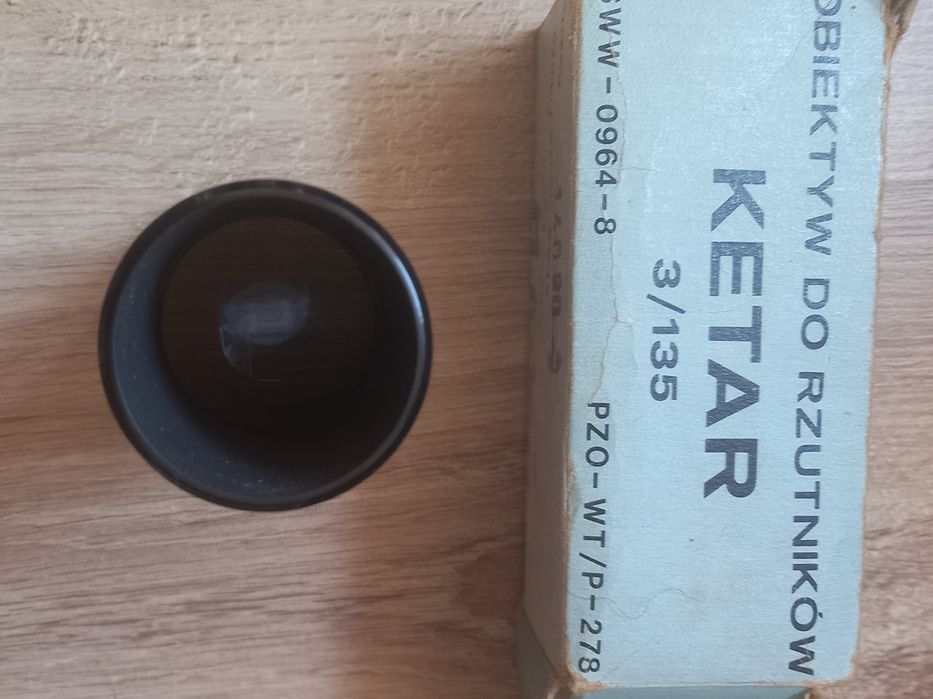 OBIEKTYW DO RZUTNIKÓW
KETAR
3/135
SWW-0964-8 PZO-WT/P-278